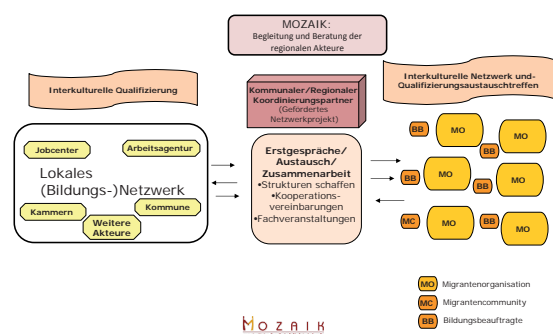 MOZAIK:
Begleitung und Beratung der
regionalen Akteure
Interkulturelle Qualifizierung
Kommunaler/Regionaler
Koordinierungspartner
(Gefördertes
Netzwerkprojekt)
Interkulturelle Netzwerk und-
Qualifizierungsaustauschtreffen
Jobcenter
Arbeitsagentur
Lokales
(Bildungs-)Netzwerk
Kammern
Kommune
Weitere
Akteure
Erstgespräche/
Austausch/
Zusammenarbeit
•Strukturen schaffen
•Kooperations-
vereinbarungen
•Fachveranstaltungen
BB
MO
BB
MO
BB
MO
BB
MO
MC
MO
BB
MO
MO Migrantenorganisation
MC Migrantencommunity
BB Bildungsbeauftragte
MOZAIK